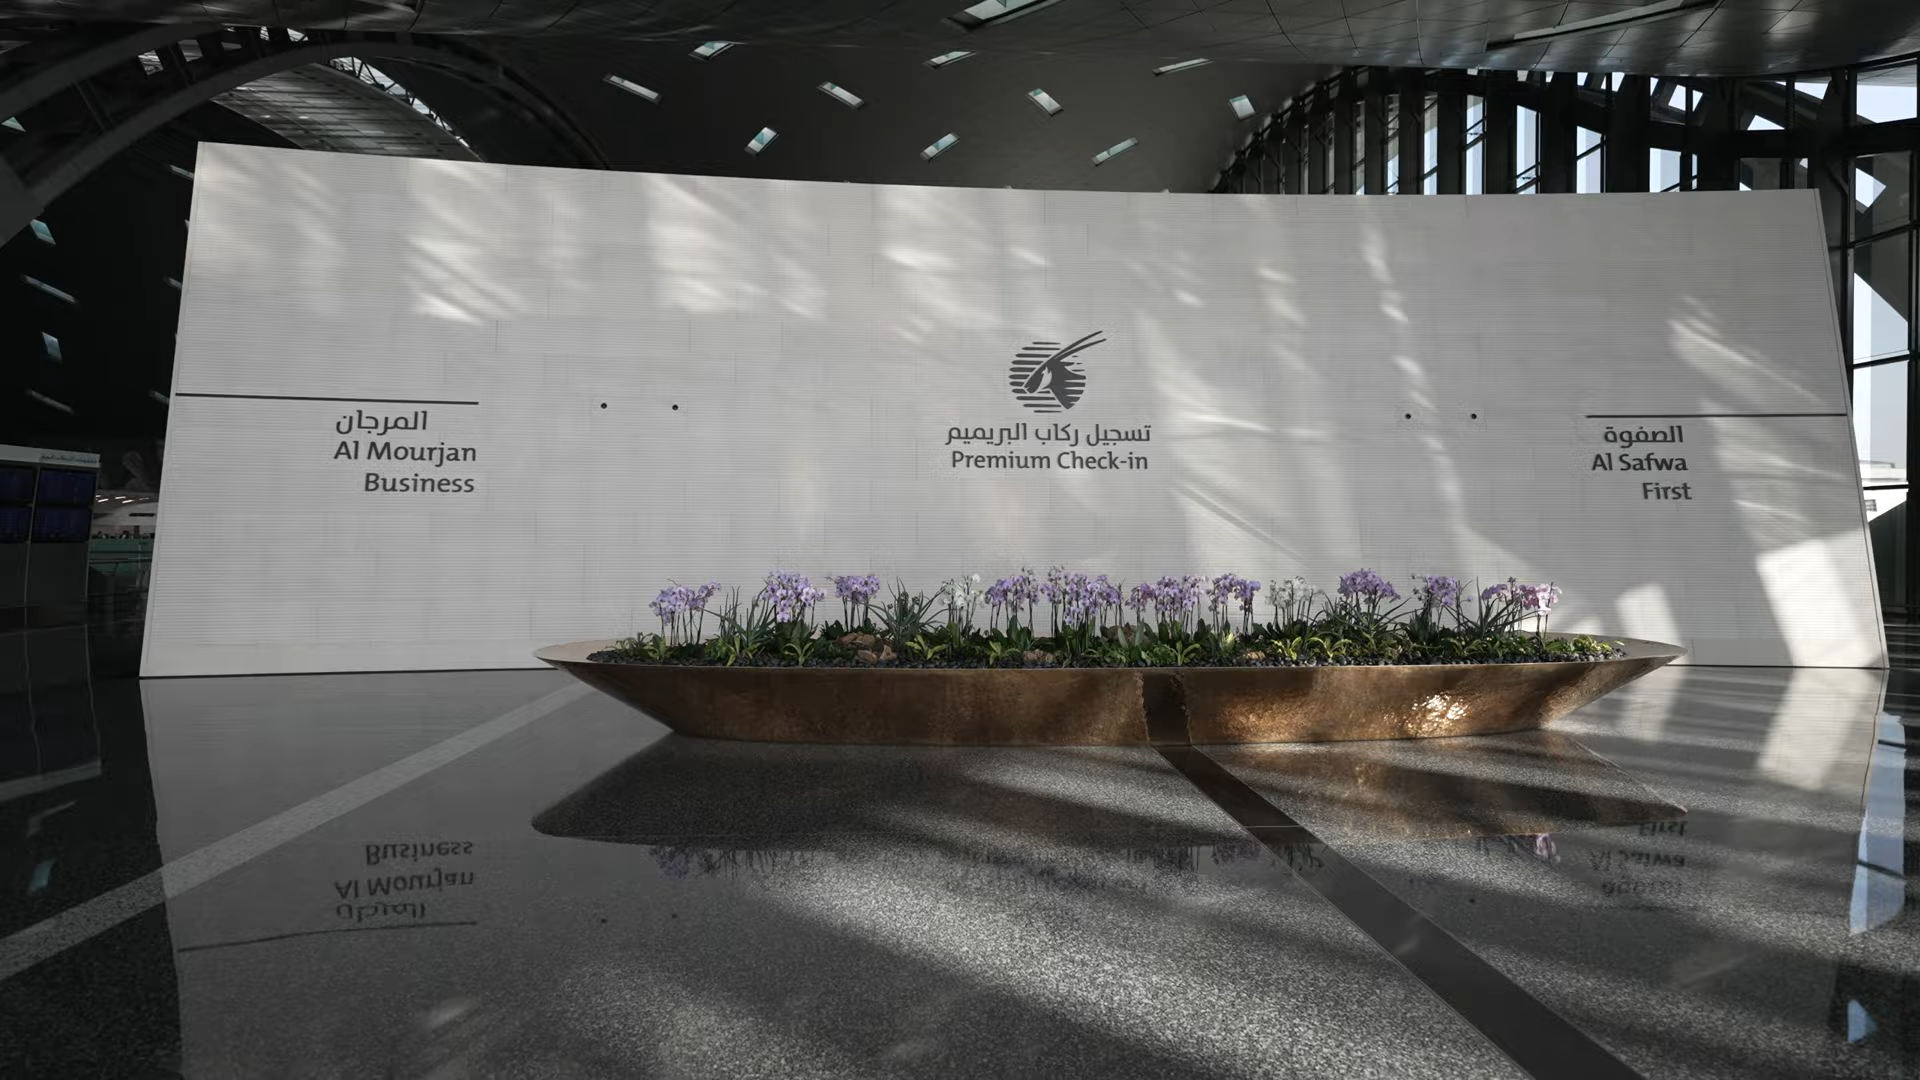 المرجان
Al Mourjan
Business
تسجيل ركاب البريميم
Premium Check-in
الصفوة
Al Safwa
First